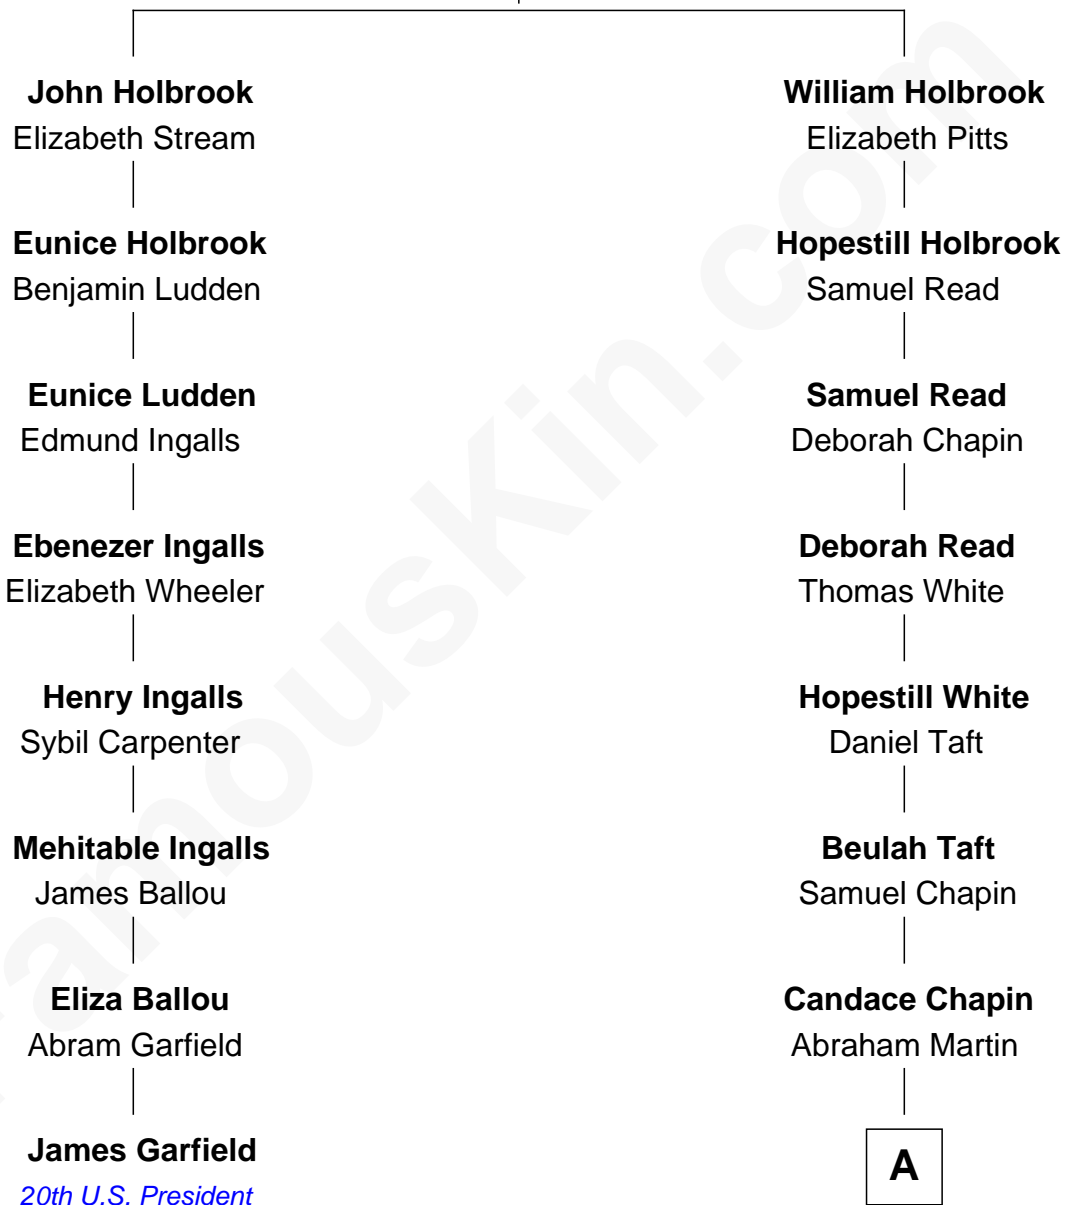 John Holbrook
Elizabeth Stream
Eunice Holbrook
Benjamin Ludden
Eunice Ludden
Edmund Ingalls
Ebenezer Ingalls
Elizabeth Wheeler
Henry Ingalls
Sybil Carpenter
Mehitable Ingalls
James Ballou
Eliza Ballou
Abram Garfield
James Garfield
20th U.S. President
William Holbrook
Elizabeth Pitts
Hopestill Holbrook
Samuel Read
Samuel Read
Deborah Chapin
Deborah Read
Thomas White
Hopestill White
Daniel Taft
Beulah Taft
Samuel Chapin
Candace Chapin
Abraham Martin
A
FamousKin.com